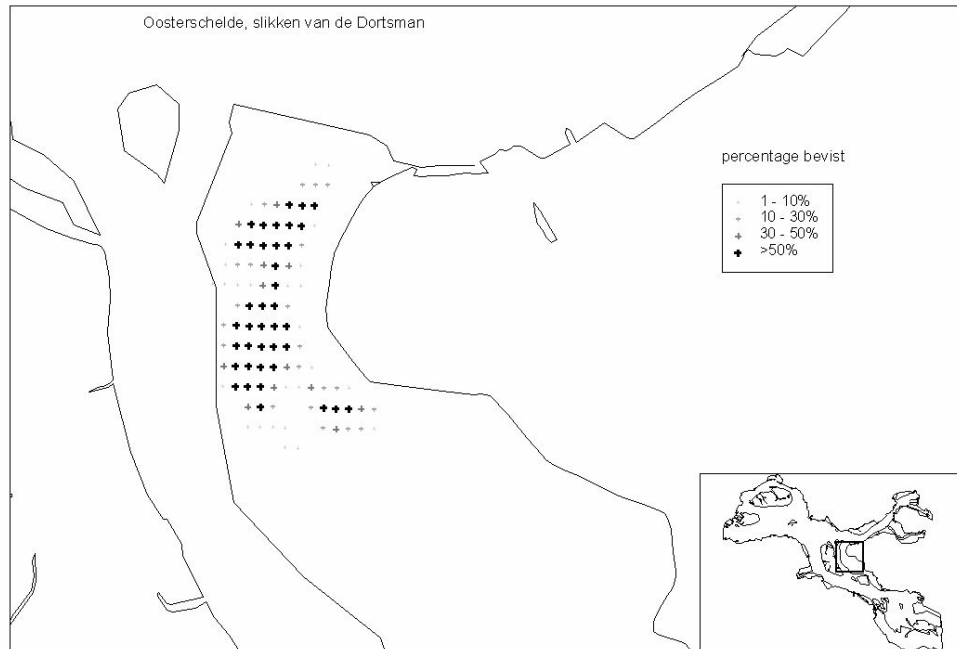 Oosterschelde, slikken van de Dortsman
percentage bevist
1 - 10%
10 - 30%
30 - 50%
>50%